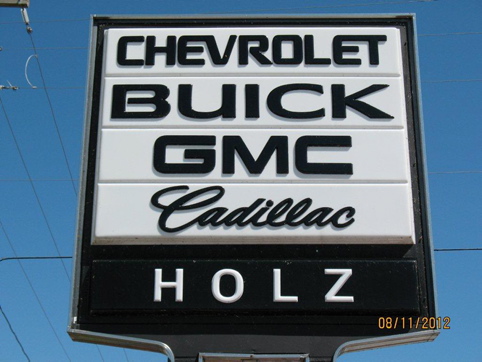 CHEVROLET
BUICK
GMC
Cadillac
HOLZ
08/11/2012